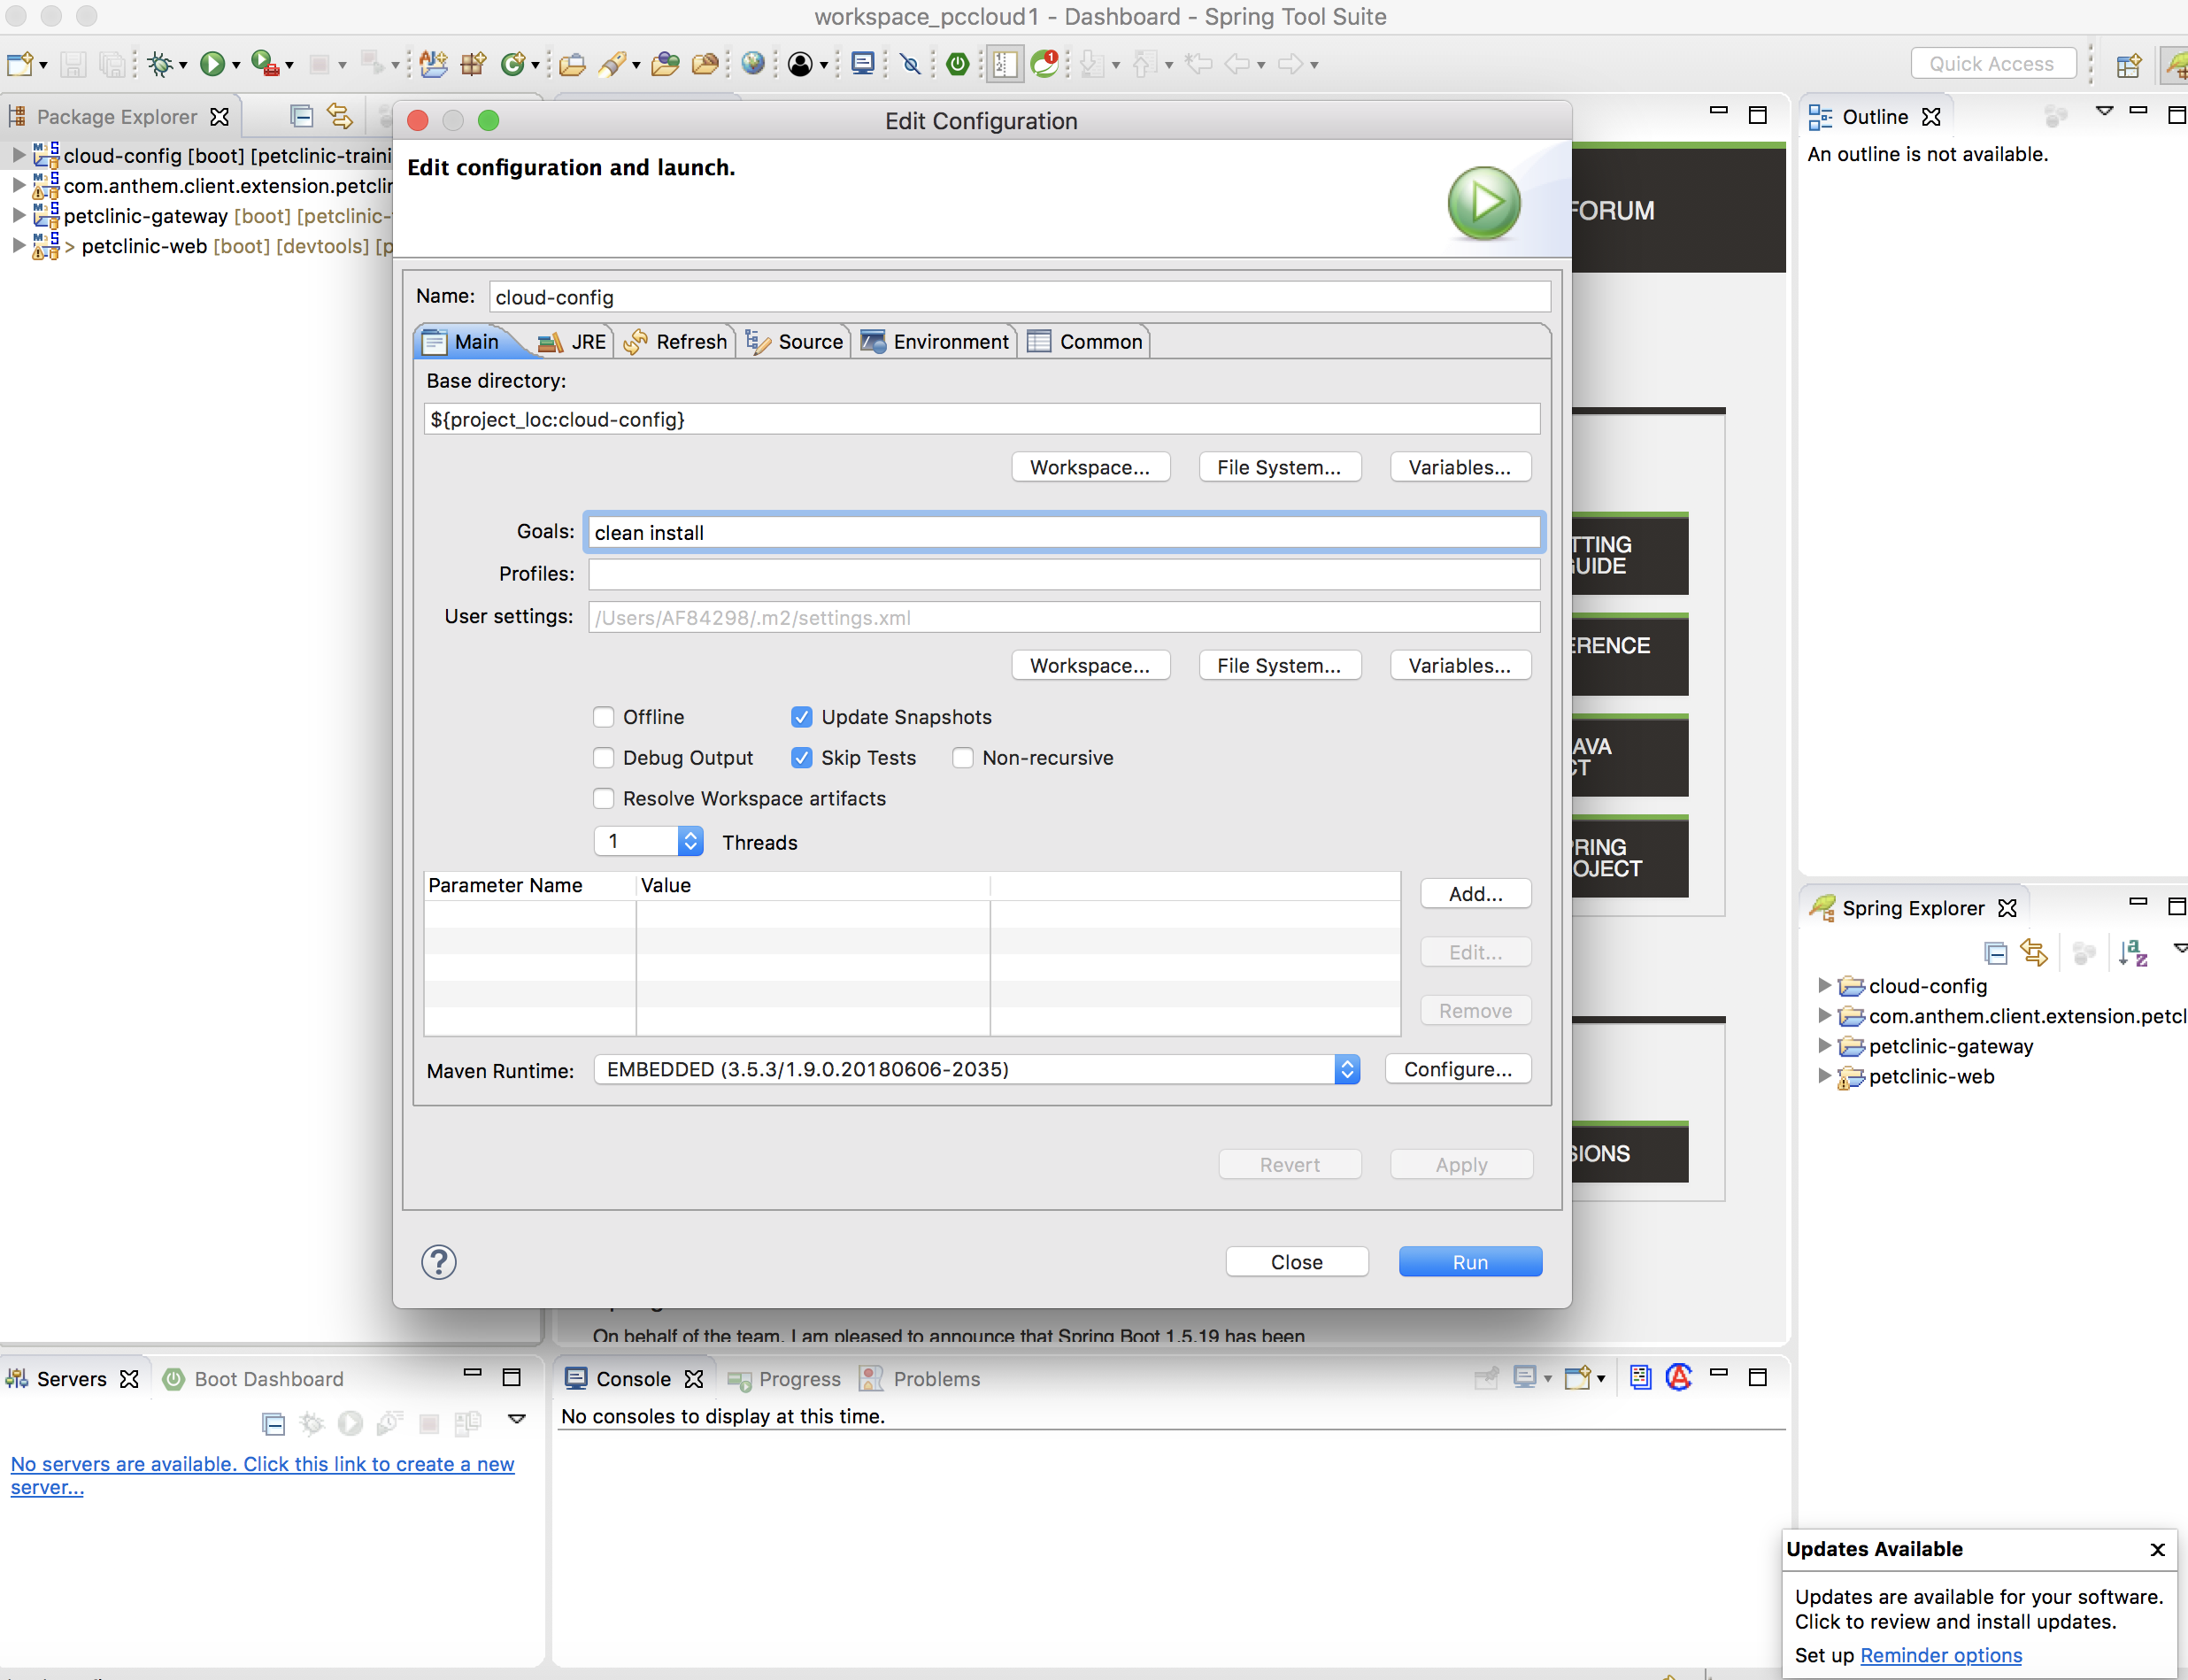 workspace_pccloud1 - Dashboard - Spring Tool Suite
Quick Access
Package Explorer
cloud-config [boot] [petclinic-traini
com.anthem.client.extension.petclin
petclinic-gateway [boot] [petclinic-
> petclinic-web [boot] [devtools] [p
Edit Configuration
Edit configuration and launch.
Name: cloud-config
Main JRE Refresh Source Environment Common
Base directory:
${project_loc:cloud-config}
Workspace... File System... Variables...
Goals: clean install
Profiles:
User settings: /Users/AF84298/.m2/settings.xml
Workspace... File System... Variables...
Offline Update Snapshots
Debug Output Skip Tests Non-recursive
Resolve Workspace artifacts
1 Threads
Parameter Name Value
Add...
Edit...
Remove
Maven Runtime: EMBEDDED (3.5.3/1.9.0.20180606-2035) Configure...
Revert Apply
? Close Run
FORUM
TTING
UIDE
ERENCE
AVA
CT
PRING
OJECT
SIONS
On behalf of the team, I am pleased to announce that Spring Boot 1.5.19 has been
Outline
An outline is not available.
Spring Explorer
cloud-config
com.anthem.client.extension.petcl
petclinic-gateway
petclinic-web
Servers Boot Dashboard
No servers are available. Click this link to create a new
server...
Console Progress Problems
No consoles to display at this time.
Updates Available x
Updates are available for your software.
Click to review and install updates.
Set up Reminder options